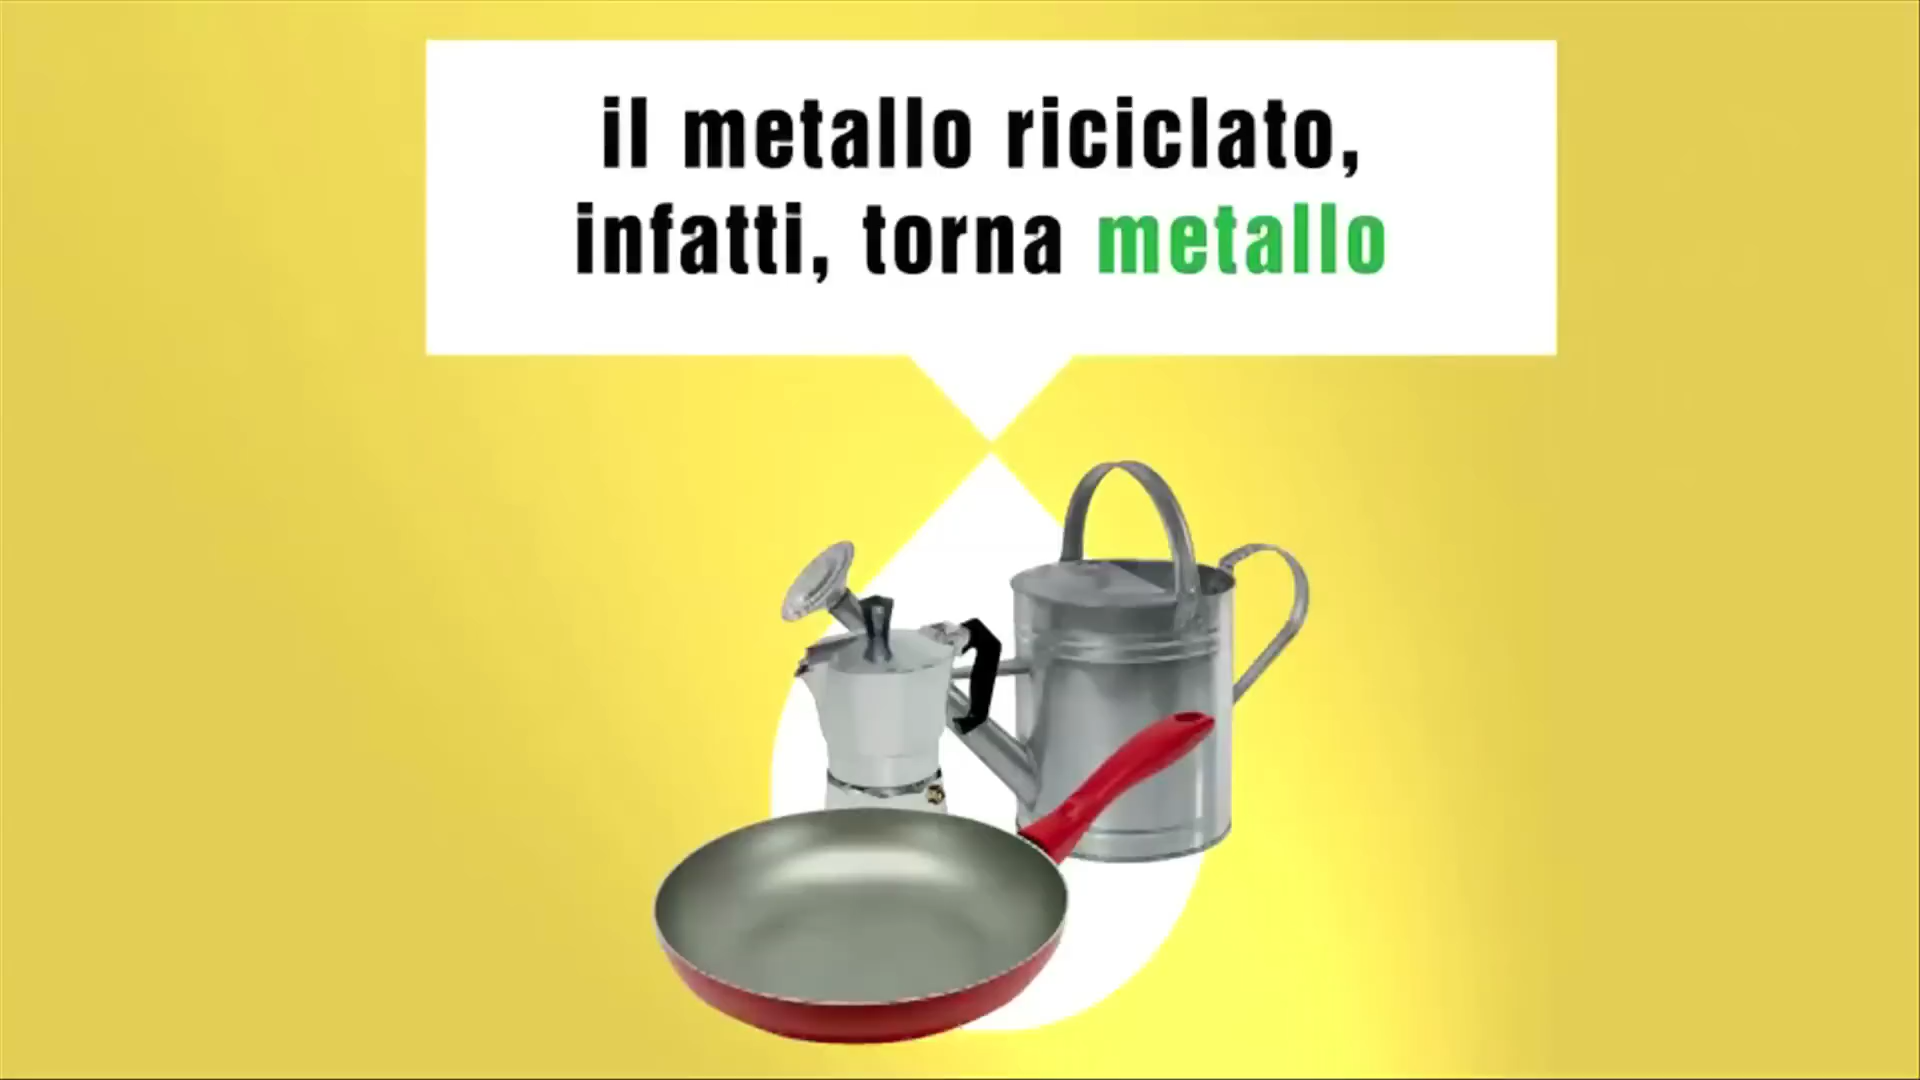 il metallo riciclato,
infatti, torna metallo